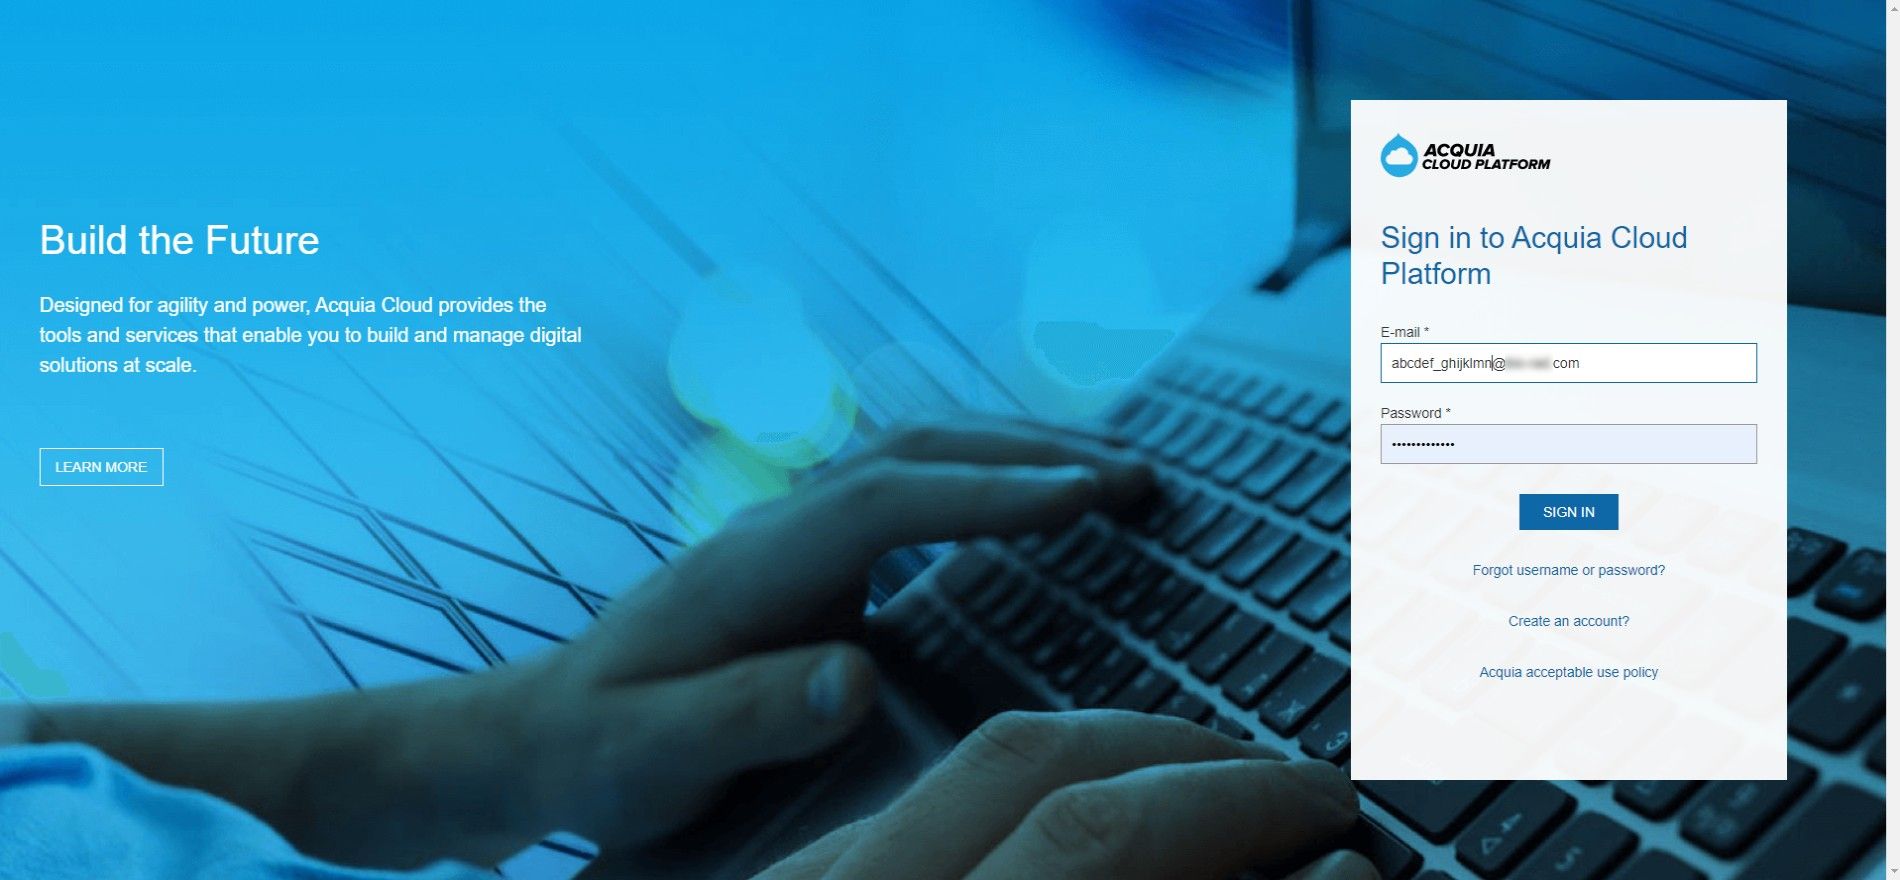 Build the Future
Designed for agility and power, Acquia Cloud provides the
tools and services that enable you to build and manage digital
solutions at scale.
LEARN MORE
ACQUIA
CLOUD PLATFORM
Sign in to Acquia Cloud
Platform
E-mail *
abcdef_ghijklmn@ .com
Password *
•••••••••••••
SIGN IN
Forgot username or password?
Create an account?
Acquia acceptable use policy